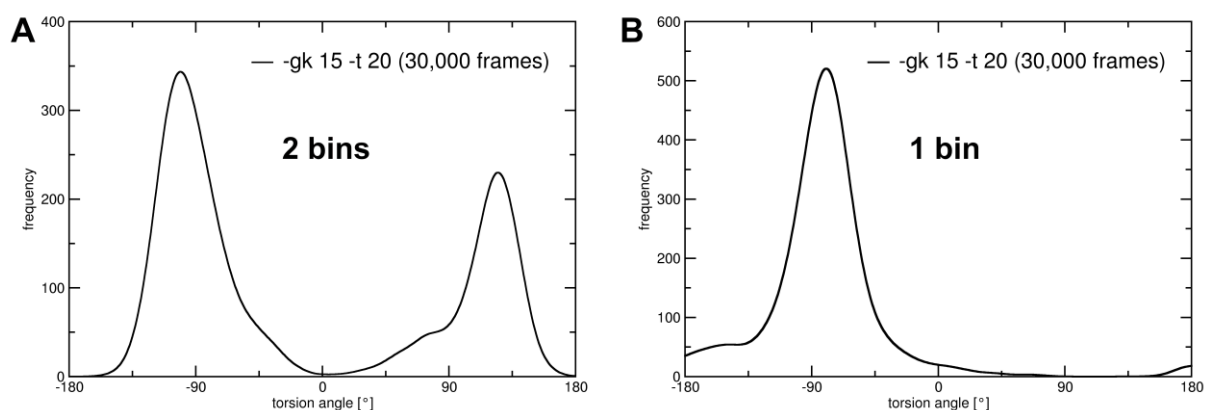 A
400
300
200
100
0
frequency
-gk 15 -t 20 (30,000 frames)
2 bins
-180
-90
0
90
180
torsion angle [°]
B
600
500
400
300
200
100
0
frequency
-gk 15 -t 20 (30,000 frames)
1 bin
-180
-90
0
90
180
torsion angle [°]